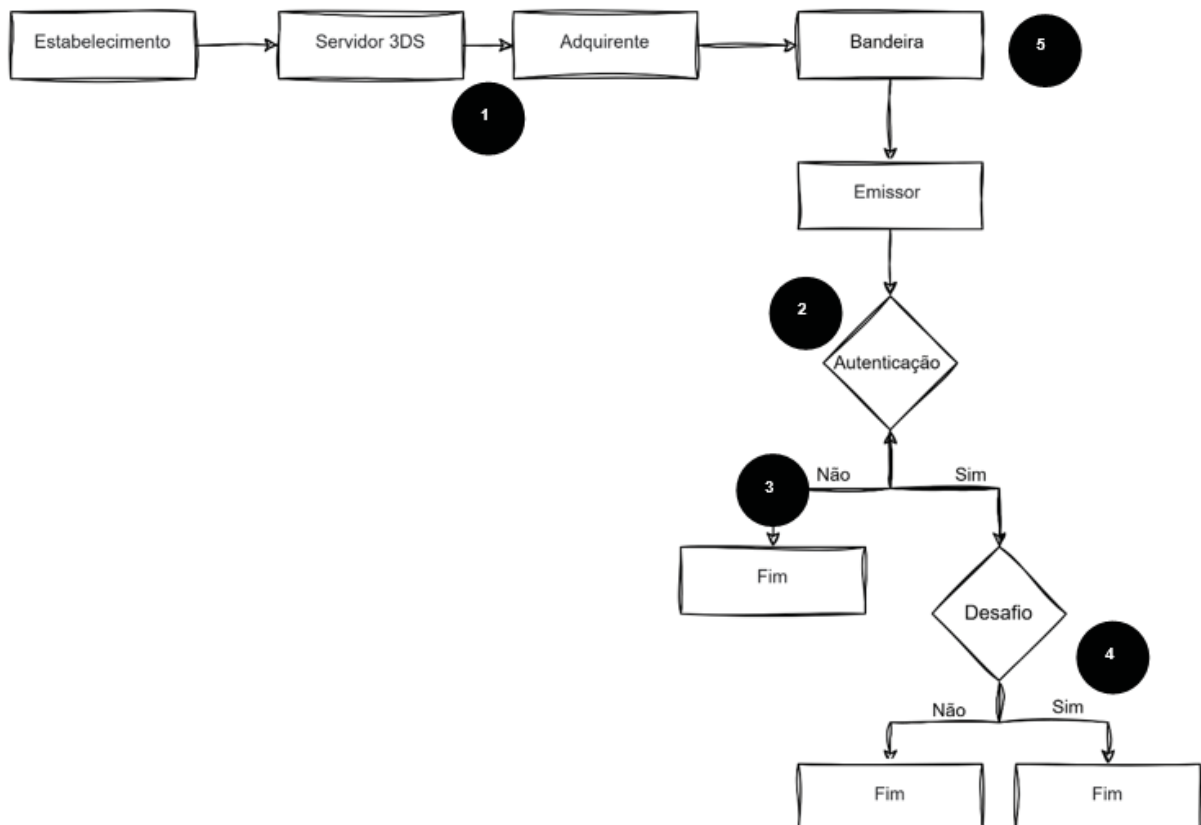 Estabelecimento
Servidor 3DS
Adquirente
Bandeira
5
1
Emissor
2
Autenticação
Não
Sim
3
Fim
Desafio
4
Não
Sim
Fim
Fim